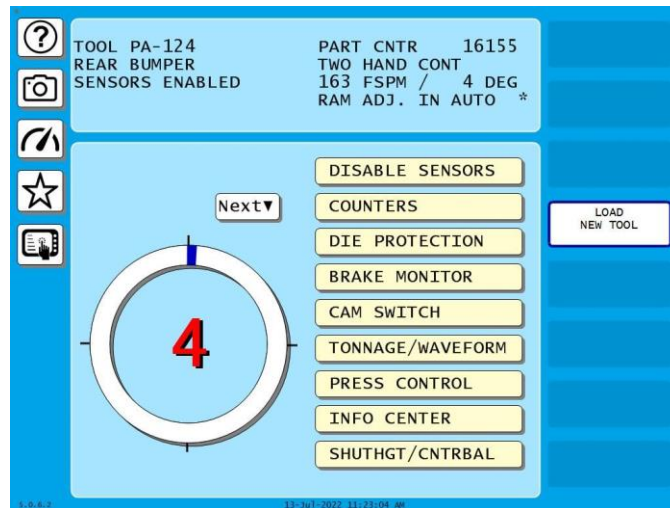 TOOL PA-124
REAR BUMPER
SENSORS ENABLED
PART CNTR 16155
TWO HAND CONT
163 FSPM / 4 DEG
RAM ADJ. IN AUTO *
DISABLE SENSORS
Next▼
COUNTERS
DIE PROTECTION
BRAKE MONITOR
CAM SWITCH
TONNAGE/WAVEFORM
PRESS CONTROL
INFO CENTER
SHUTHGT/CNTRBAL
4
LOAD
NEW TOOL
5.0.6.2
13-Jul-2022 11:23:04 AM